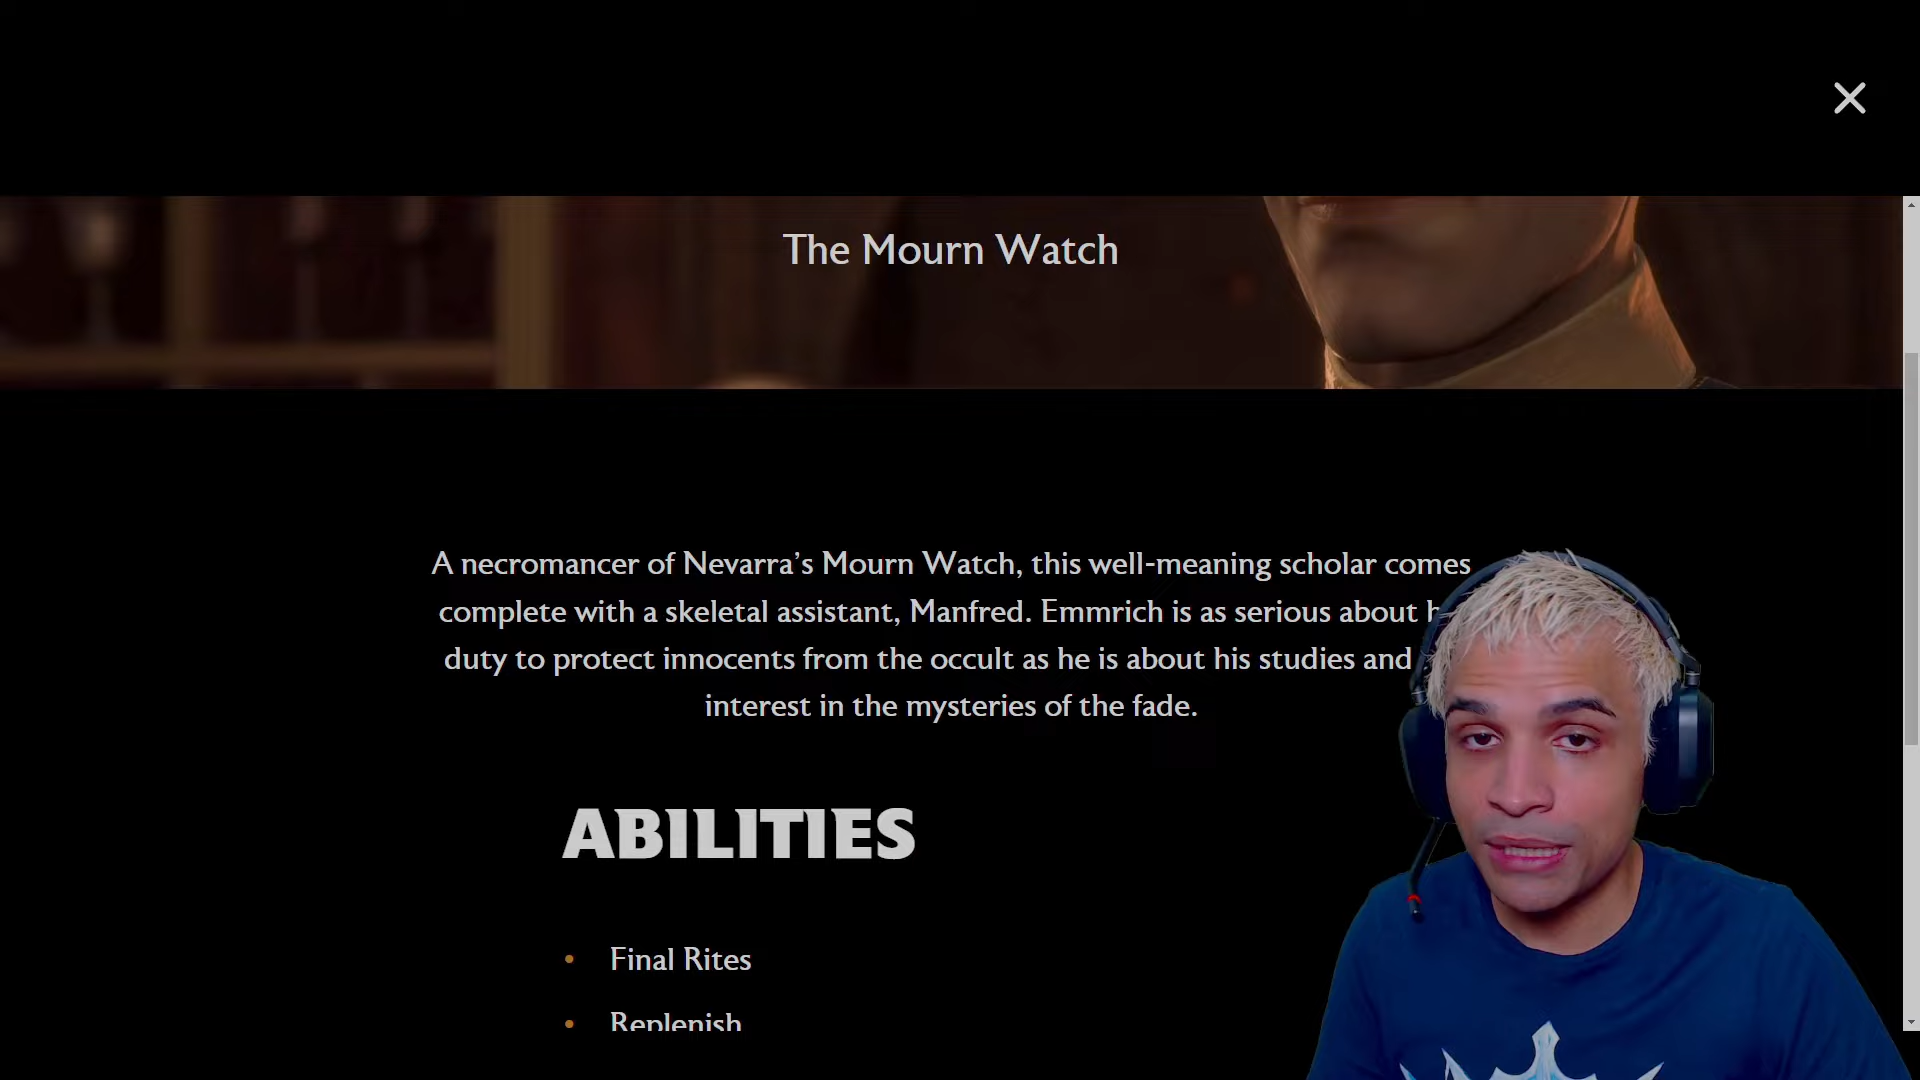 The Mourn Watch
A necromancer of Nevarra’s Mourn Watch, this well-meaning scholar comes
complete with a skeletal assistant, Manfred. Emmrich is as serious about
duty to protect innocents from the occult as he is about his studies and
interest in the mysteries of the fade.
ABILITIES
• Final Rites
• Replenish